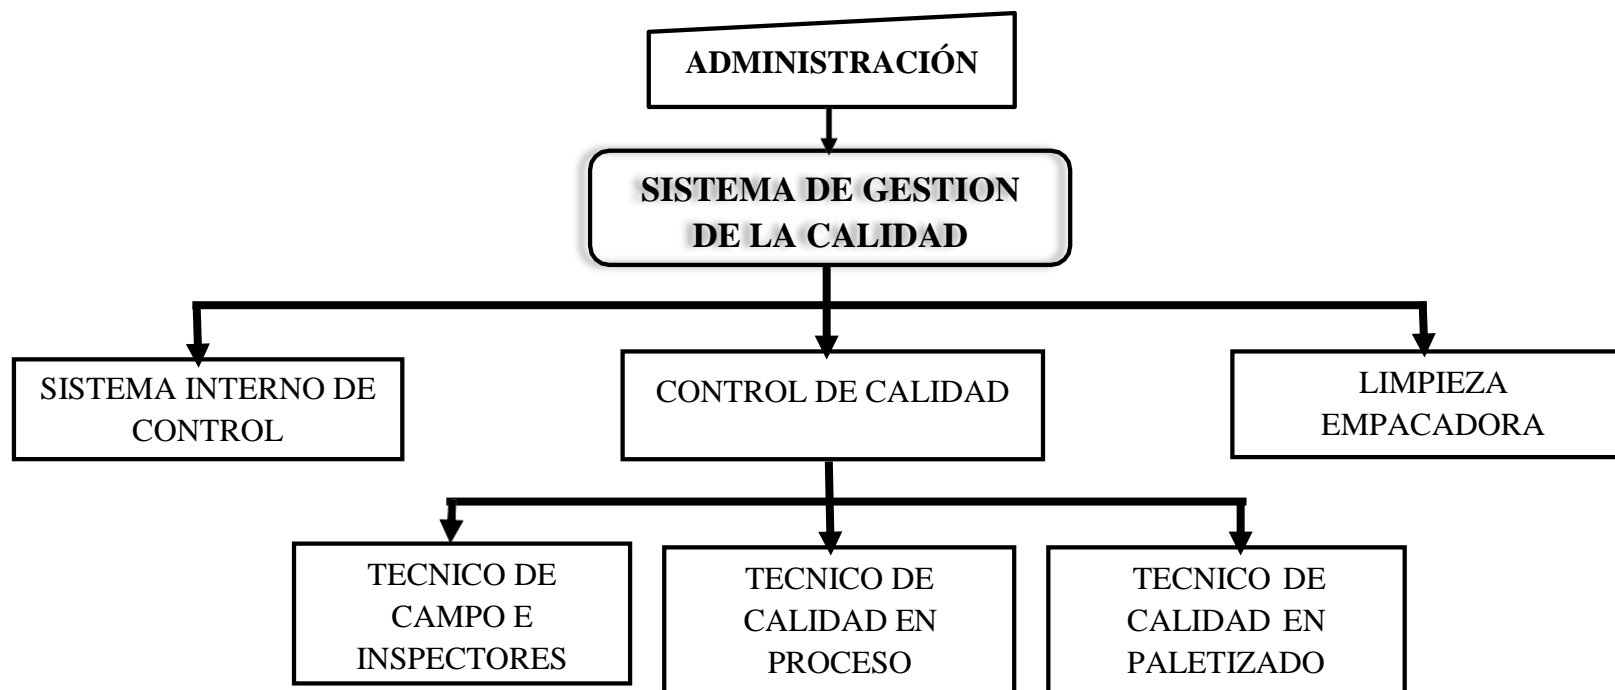 ADMINISTRACIÓN
SISTEMA DE GESTION
DE LA CALIDAD
SISTEMA INTERNO DE
CONTROL
CONTROL DE CALIDAD
LIMPIEZA
EMPACADORA
TECNICO DE
CAMPO E
INSPECTORES
TECNICO DE
CALIDAD EN
PROCESO
TECNICO DE
CALIDAD EN
PALETIZADO